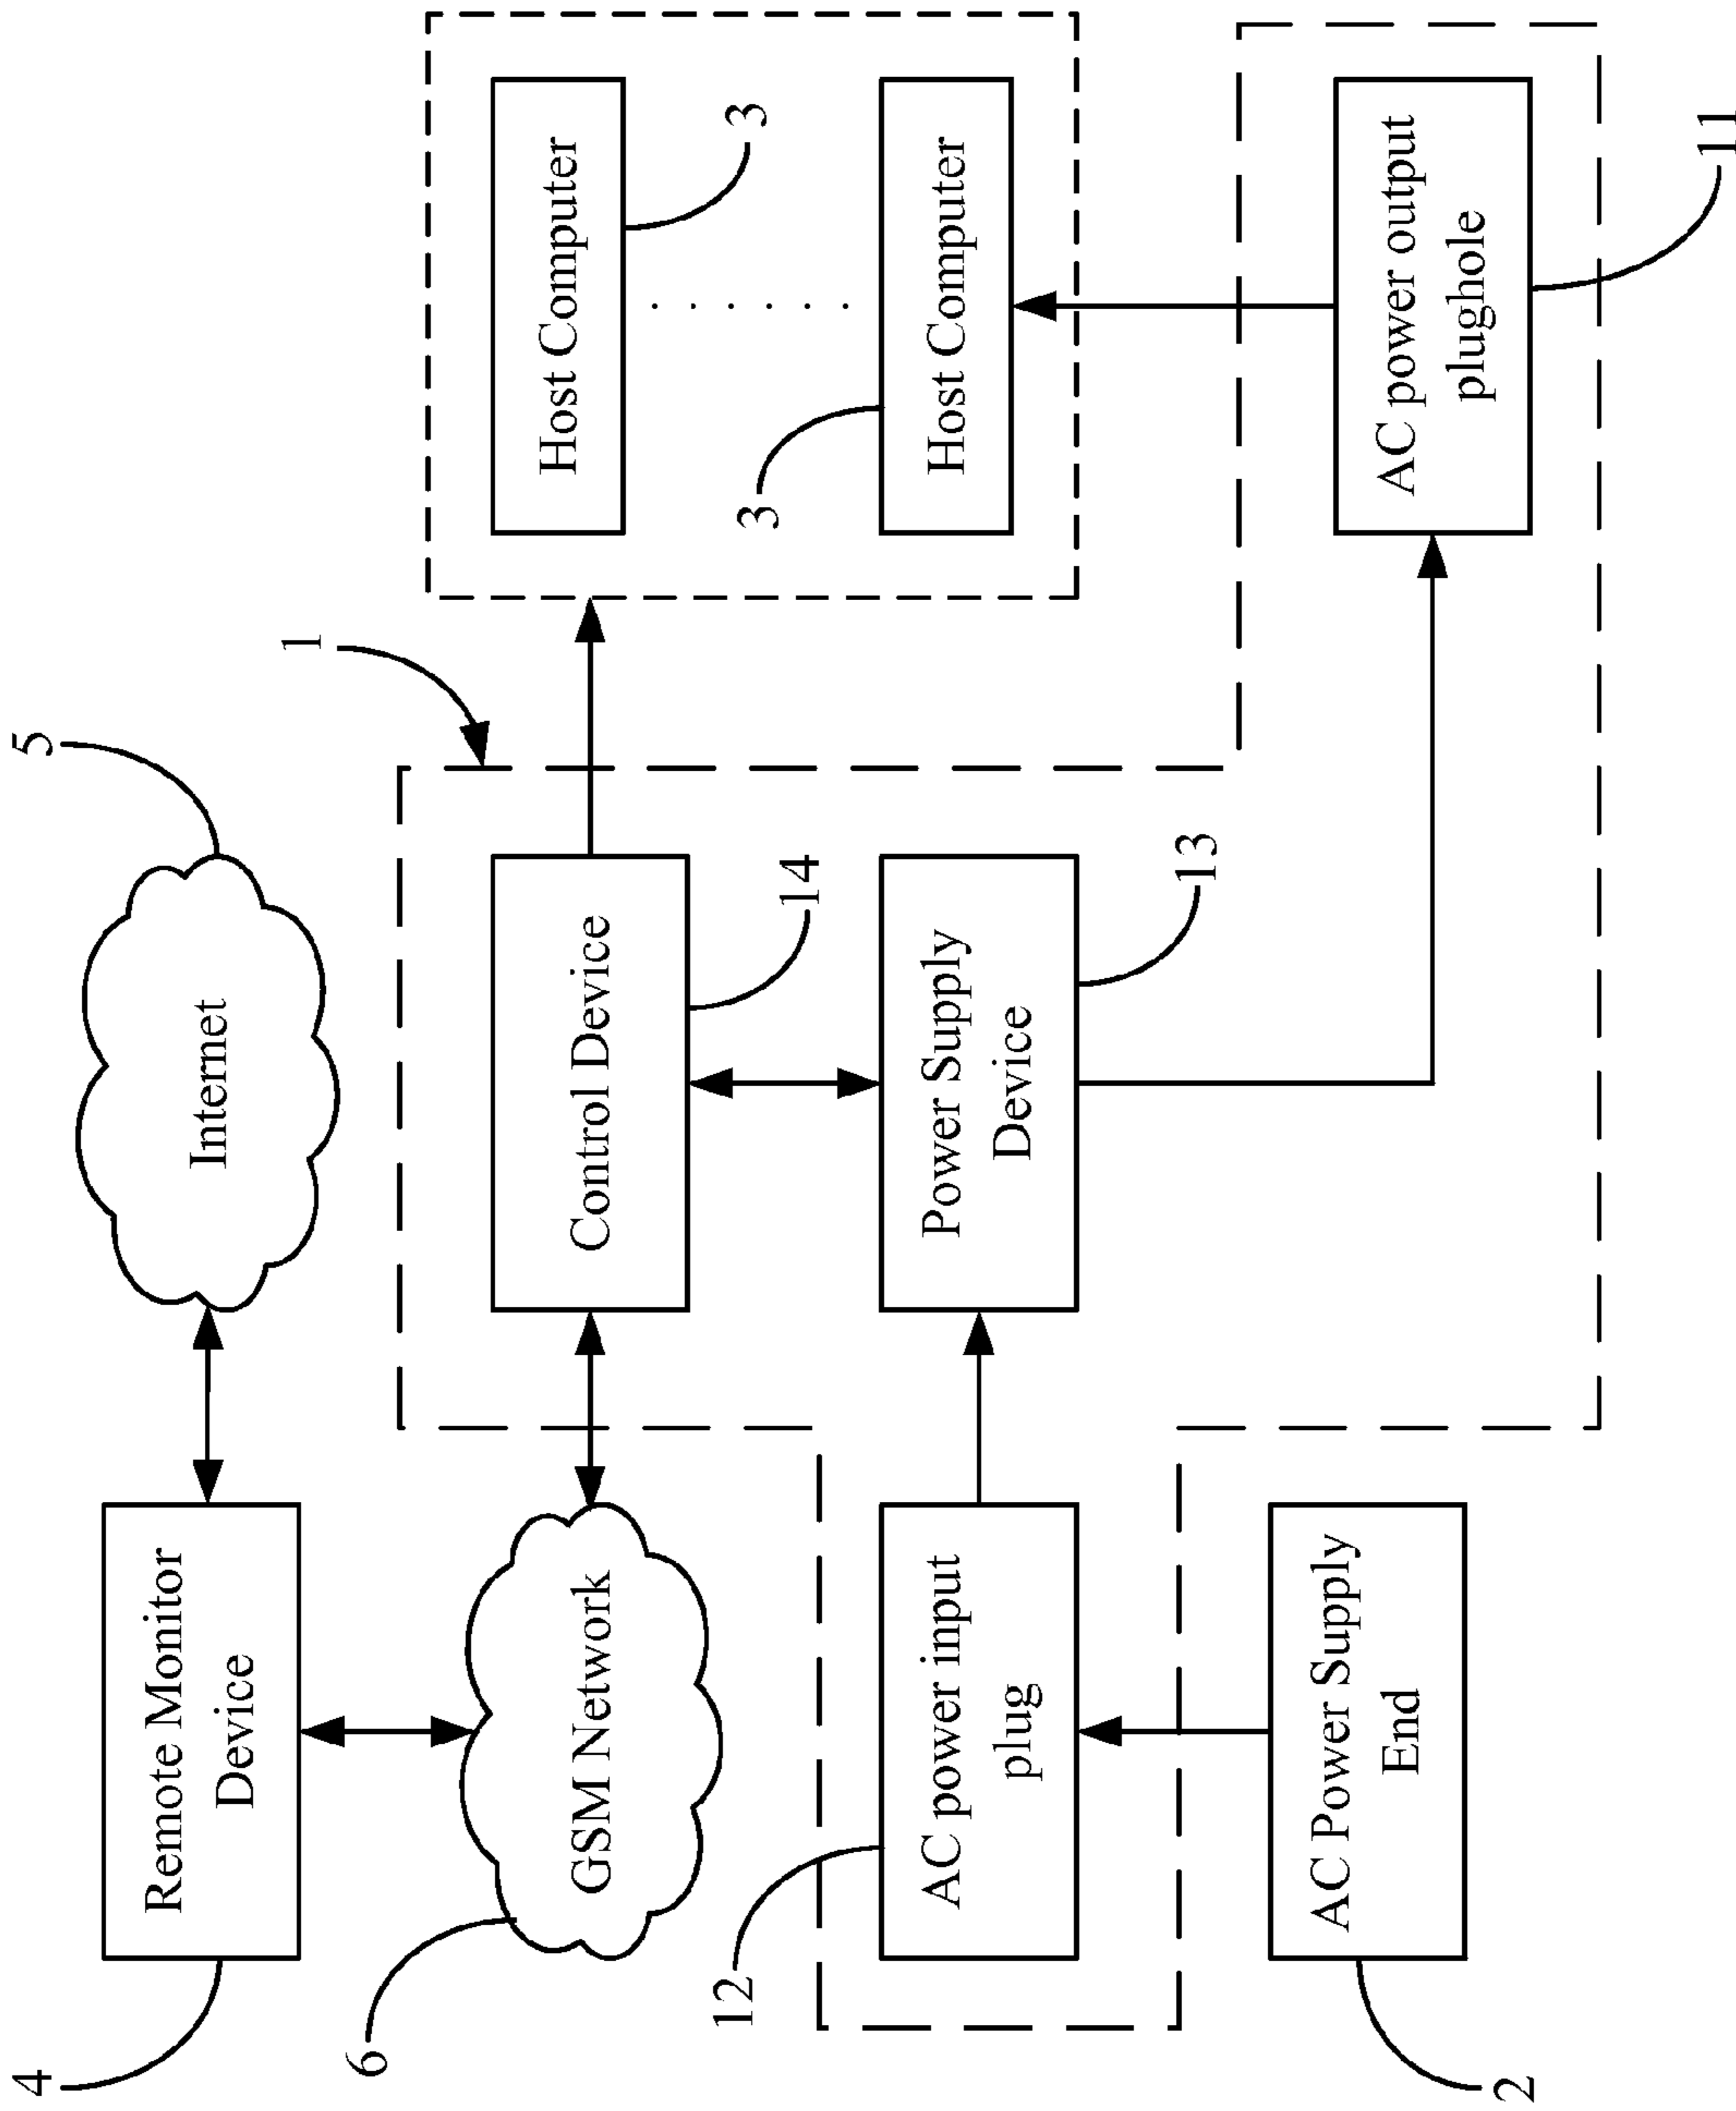 4
Remote Monitor
Device
Internet
5
6
GSM Network
Control Device
14
1
Host Computer
3
3
Host Computer
12
AC power input
plug
Power Supply
Device
13
2
AC Power Supply
End
AC power output
plughole
11